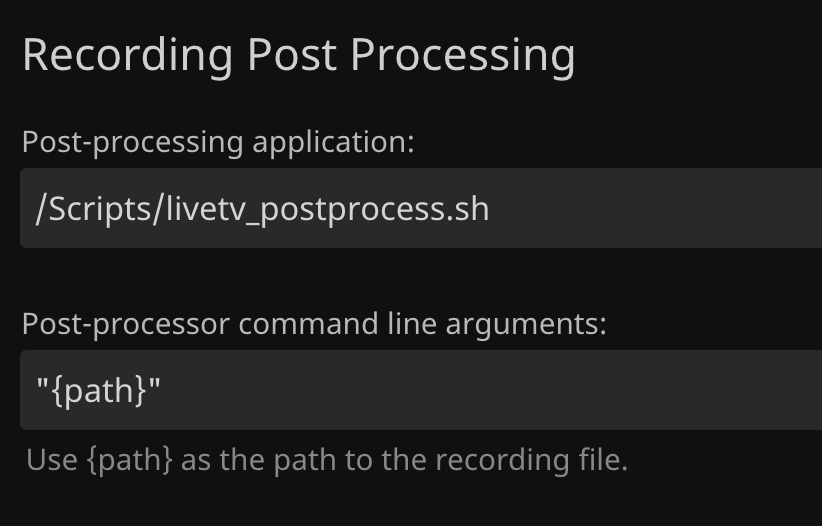 Recording Post Processing
Post-processing application:
/Scripts/livetv_postprocess.sh
Post-processor command line arguments:
"{path}"
Use {path} as the path to the recording file.